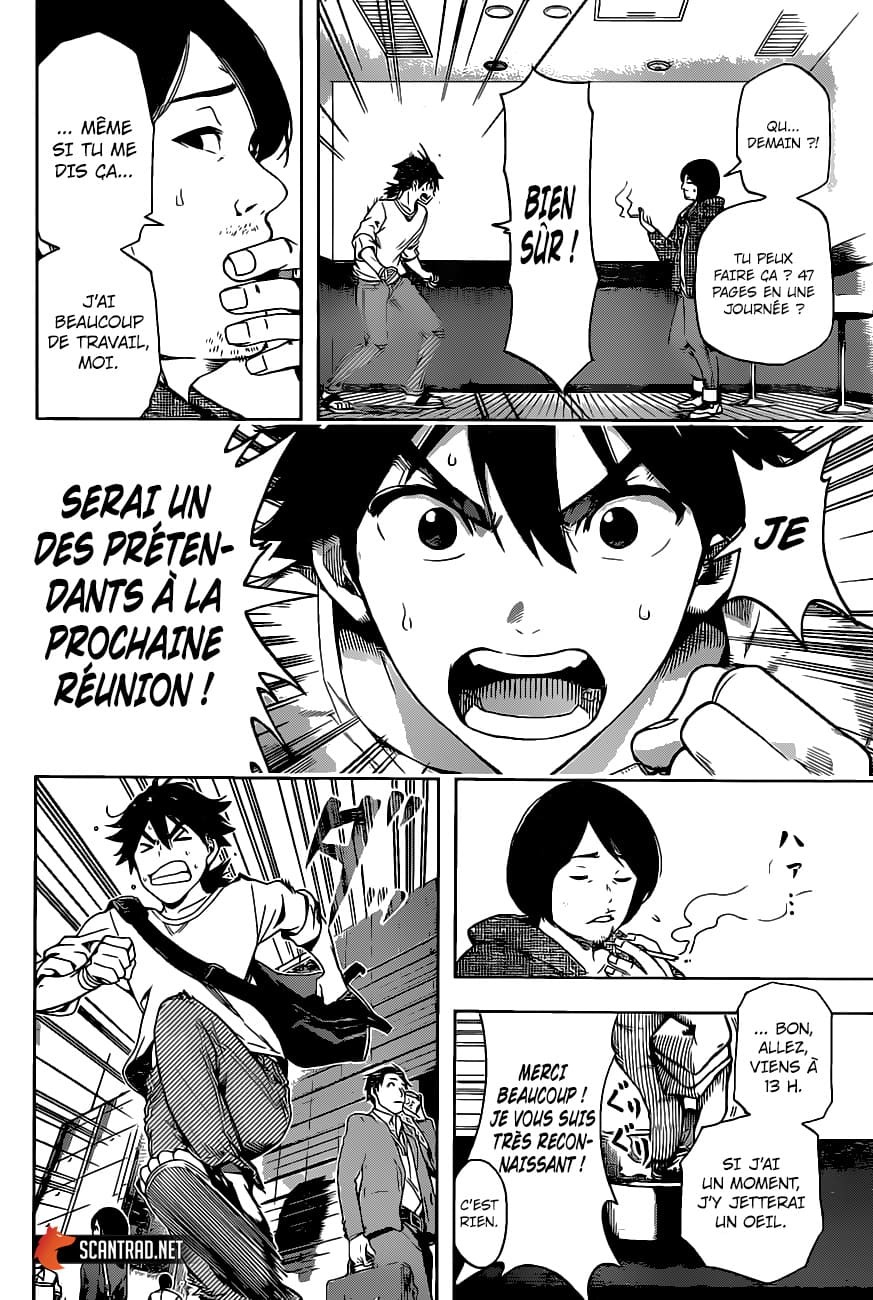 QU...
DEMAIN ?!
TU PEUX
FAIRE ÇA ? 47
PAGES EN UNE
JOURNÉE ?
BIEN
SÛR !
... MÊME
SI TU ME
DIS ÇA...
J'AI
BEAUCOUP
DE TRAVAIL,
MOI.
JE
SERAI UN
DES PRÉTEN-
DANTS À LA
PROCHAINE
RÉUNION !
ハァ...
... BON,
ALLEZ,
VIENS À
13 H.
SI J'AI
UN MOMENT,
J'Y JETTERAI
UN OEIL.
MERCI
BEAUCOUP !
JE VOUS SUIS
TRÈS RECON-
NAISSANT !
C'EST
RIEN.
SCANTRAD.NET